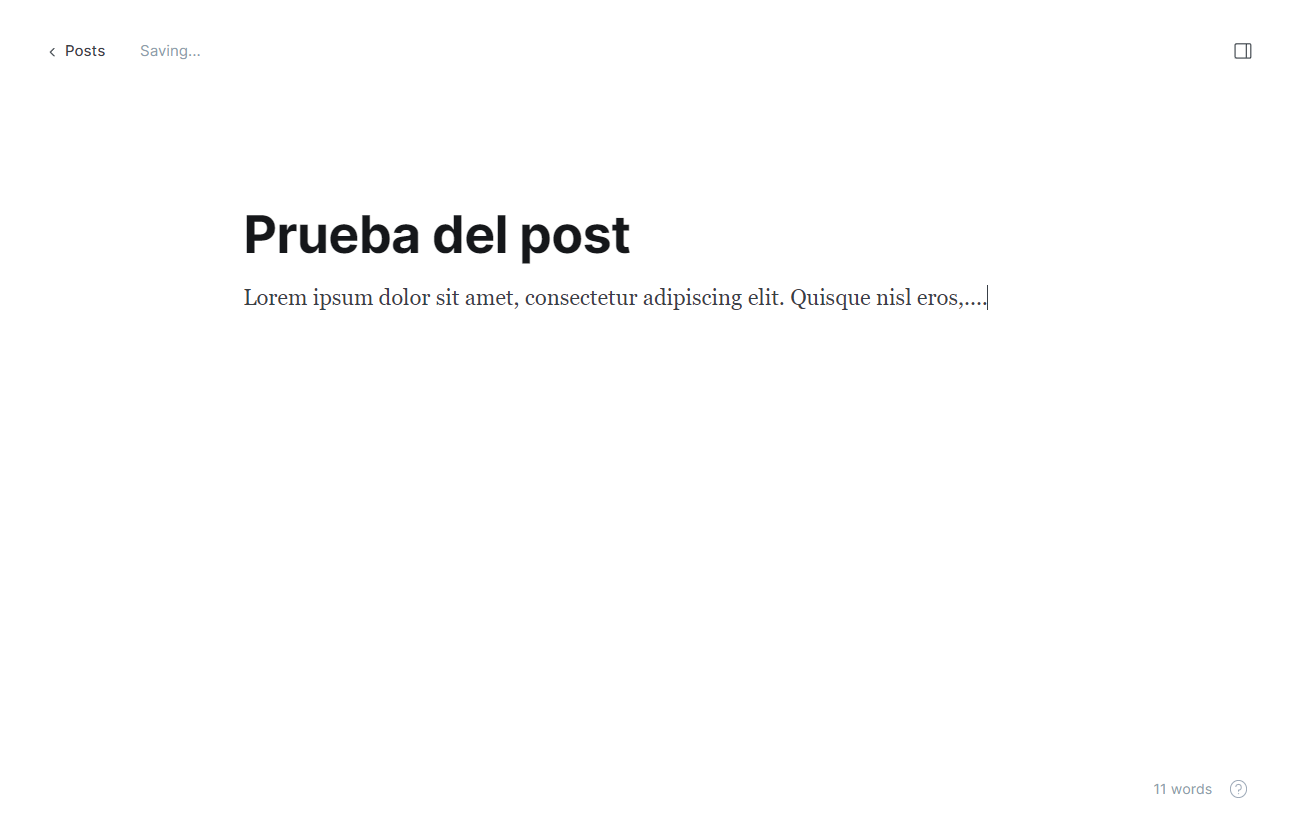 Posts
Saving...
Prueba del post
Lorem ipsum dolor sit amet, consectetur adipiscing elit. Quisque nisl eros,....
11 words
?